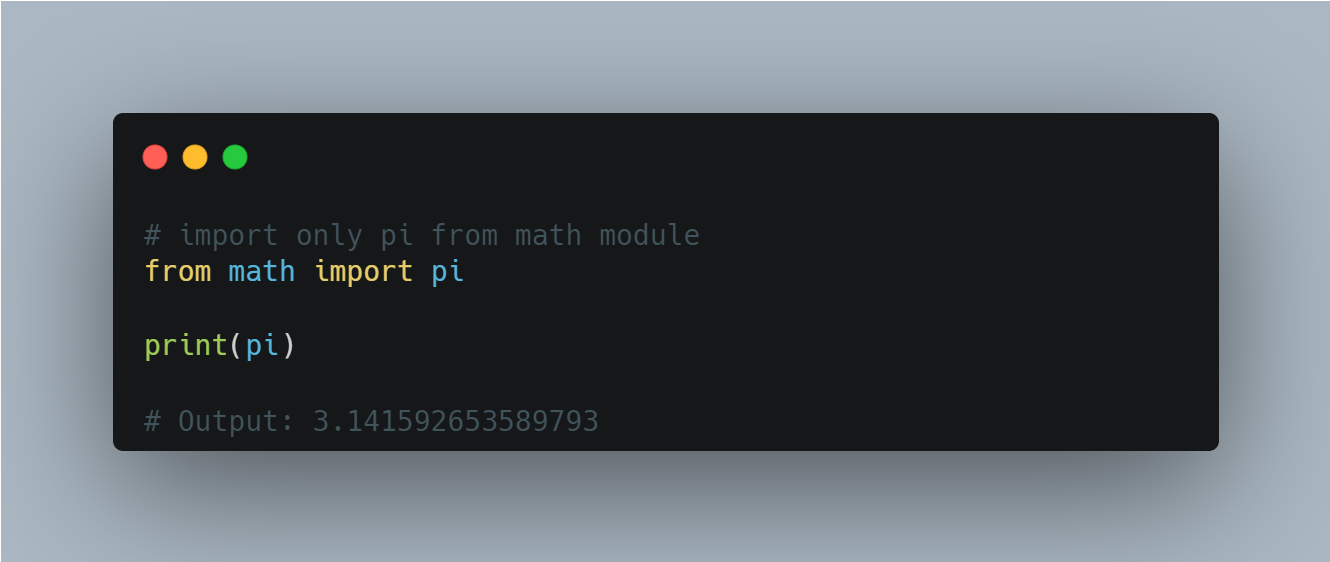 # import only pi from math module
from math import pi
print(pi)
# Output: 3.141592653589793